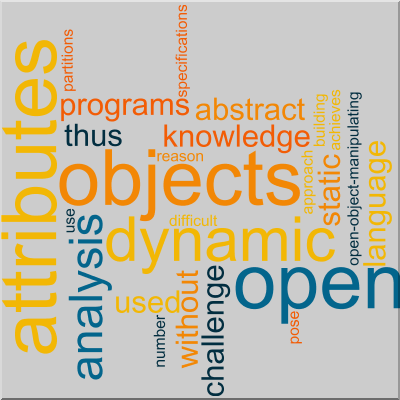 partitions
specifications
attributes
programs
abstract
building
achieves
open-object-manipulating
thus
knowledge
reason
objects
approach
static
language
use
analysis
difficult
dynamic
open
used
without
challenge
number
pose